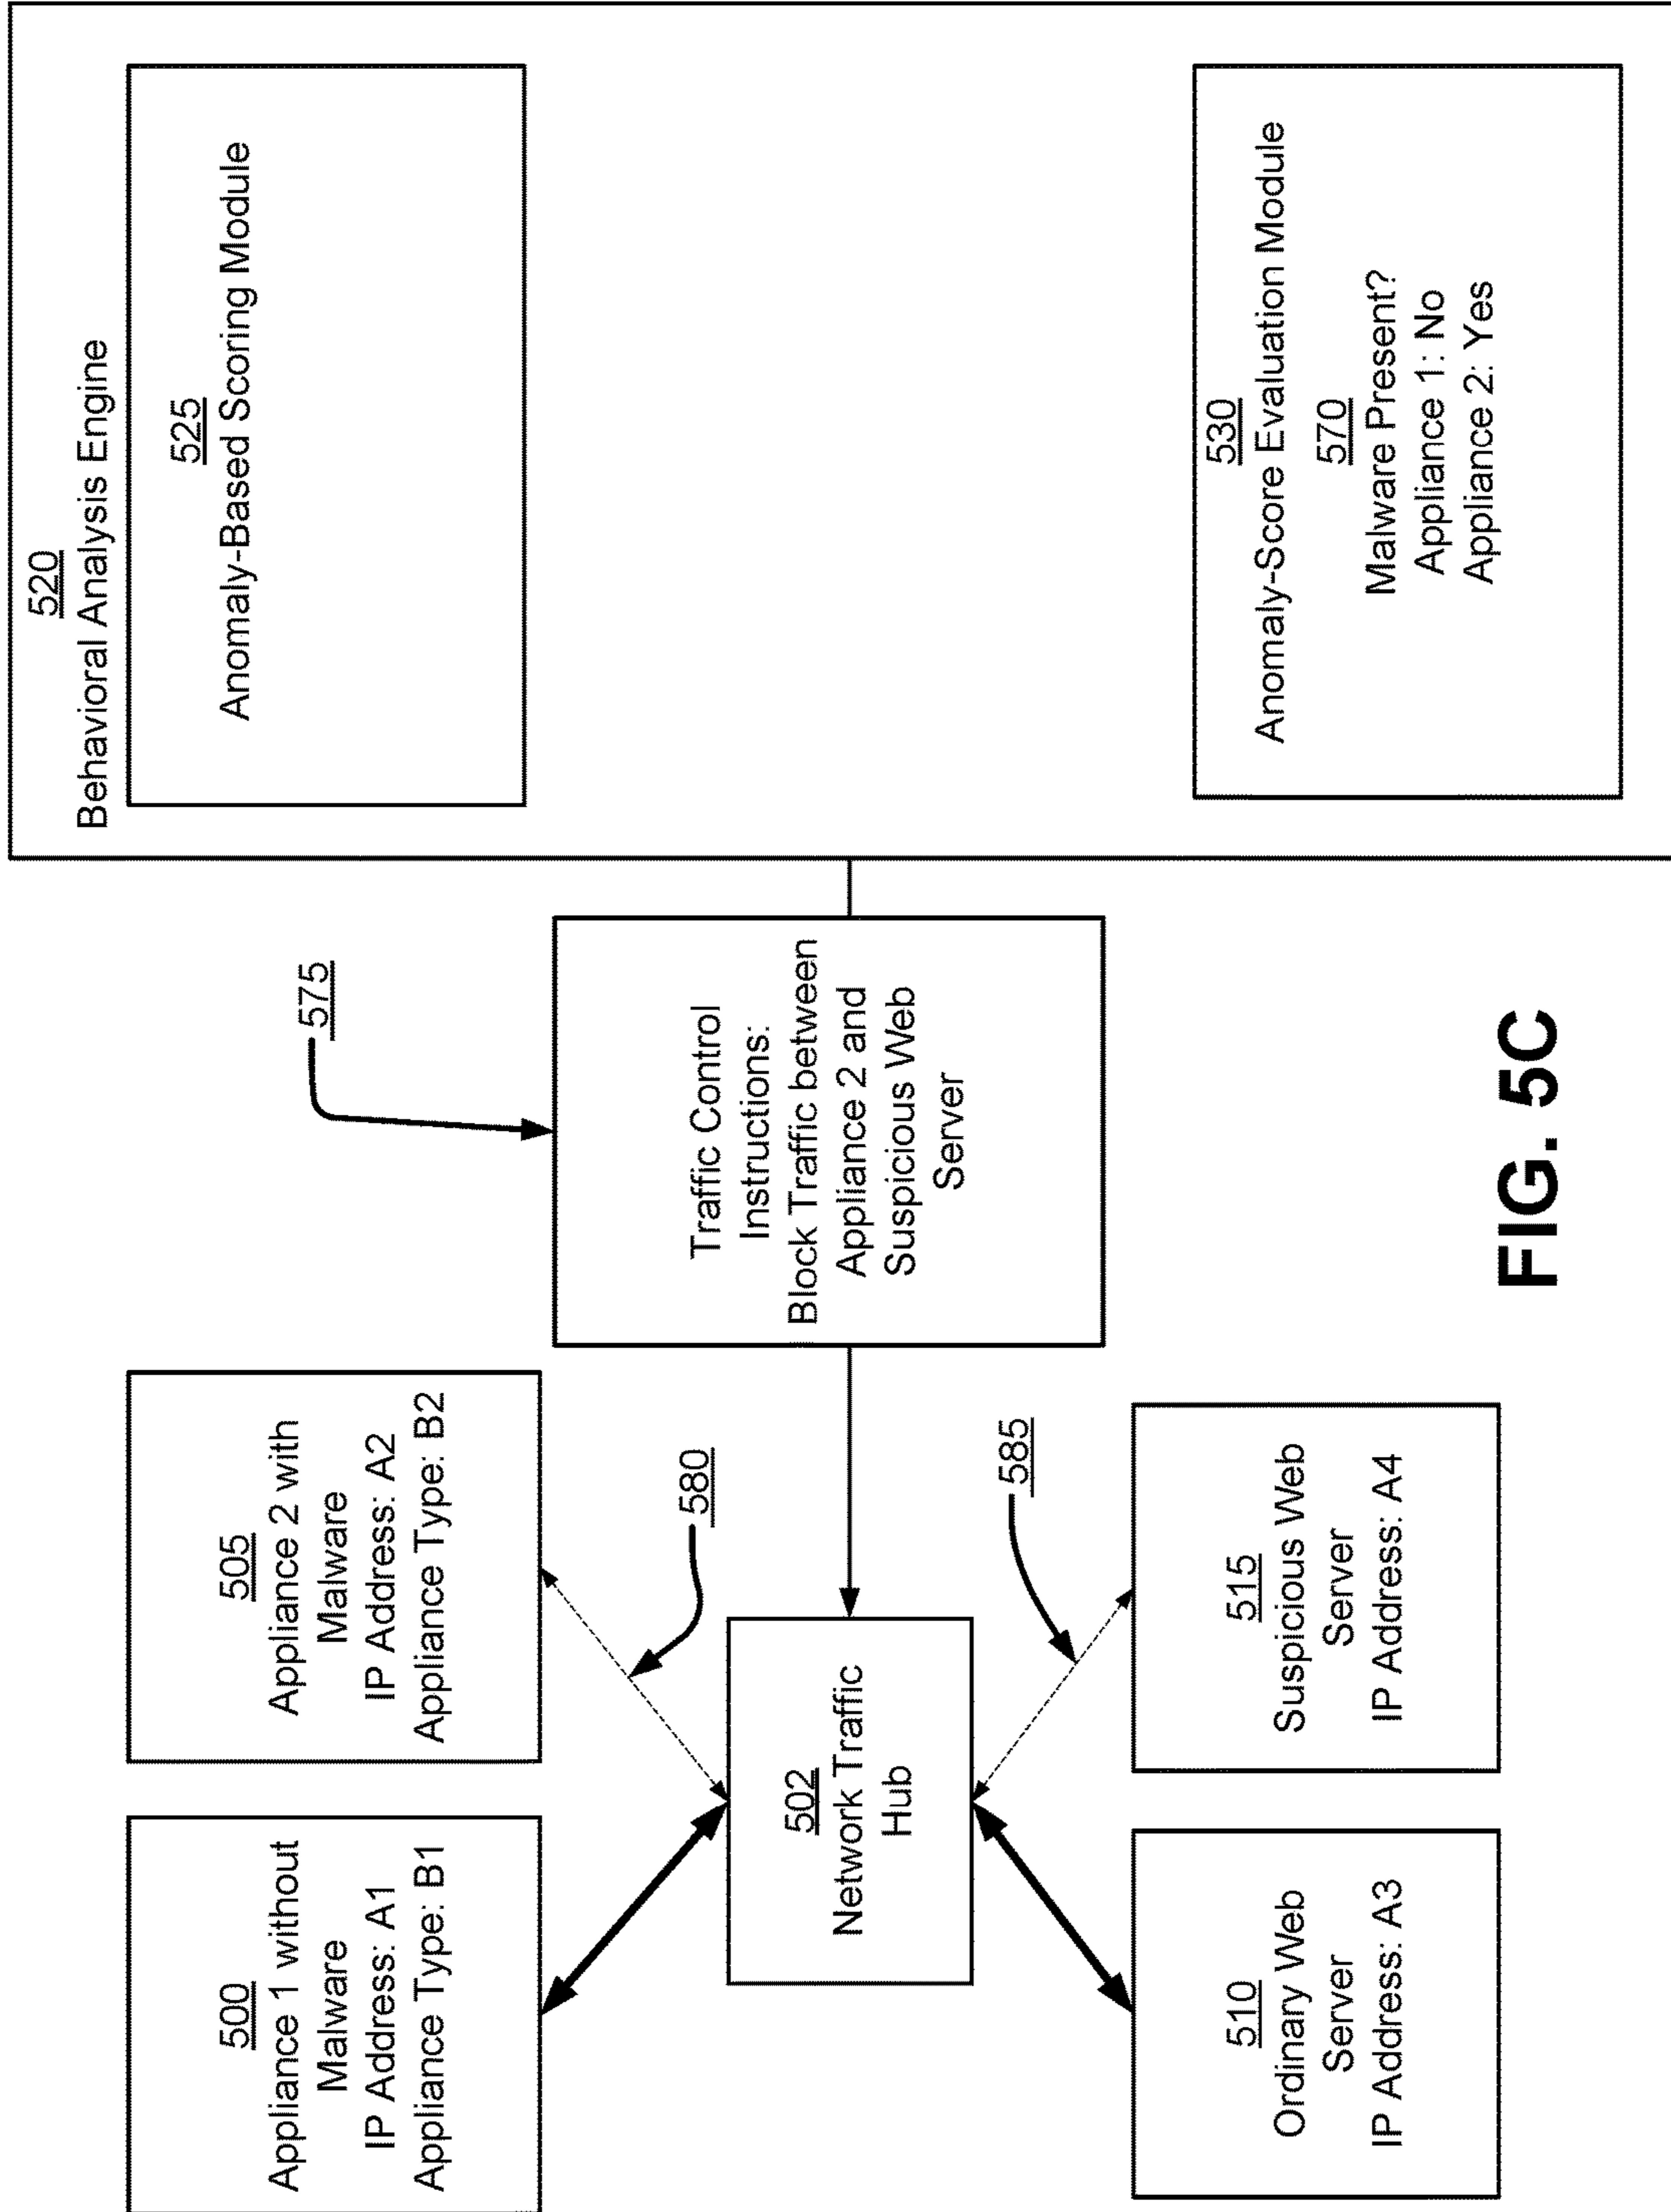 500
Appliance 1 without
Malware
IP Address: A1
Appliance Type: B1
505
Appliance 2 with
Malware
IP Address: A2
Appliance Type: B2
580
502
Network Traffic
Hub
585
510
Ordinary Web
Server
IP Address: A3
515
Suspicious Web
Server
IP Address: A4
575
Traffic Control
Instructions:
Block Traffic between
Appliance 2 and
Suspicious Web
Server
520
Behavioral Analysis Engine
525
Anomaly-Based Scoring Module
530
Anomaly-Score Evaluation Module
570
Malware Present?
Appliance 1: No
Appliance 2: Yes
FIG. 5C